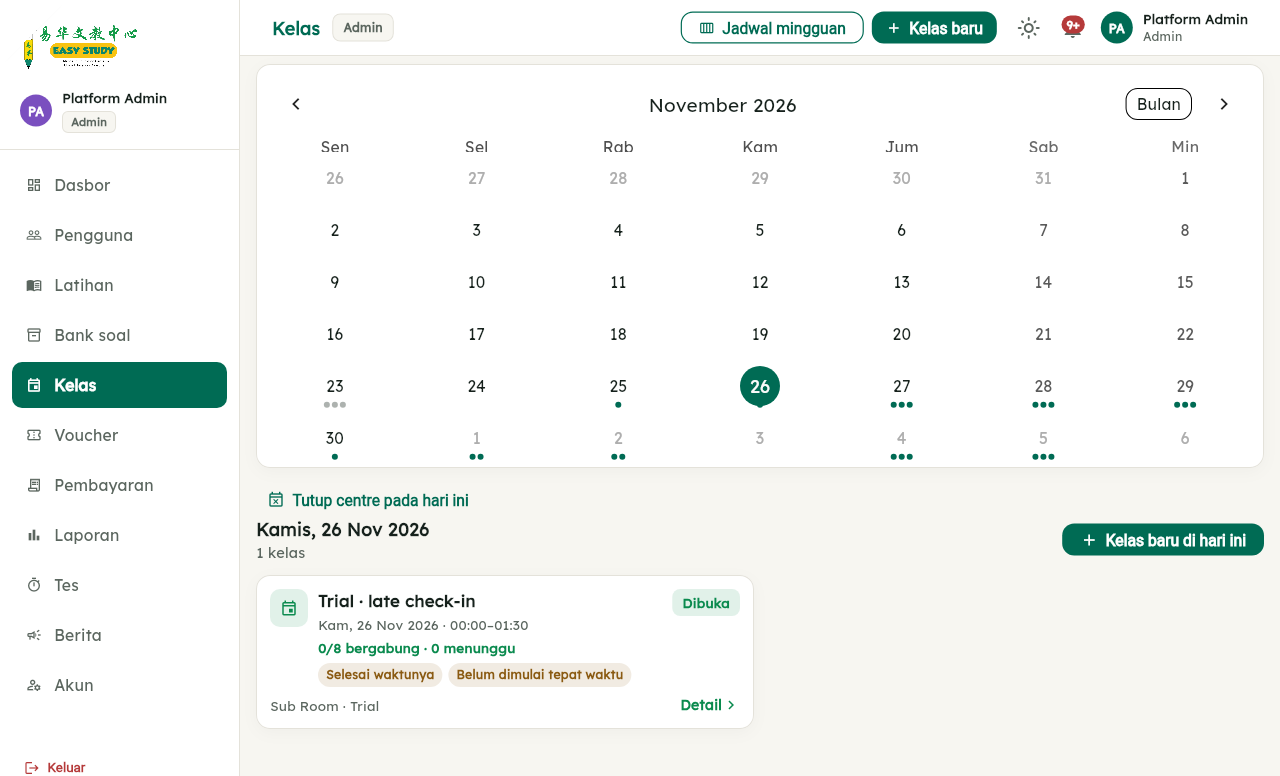 易华文教中心
EASY STUDY
PA
Platform Admin
Admin
Dasbor
Pengguna
Latihan
Bank soal
Kelas
Voucher
Pembayaran
Laporan
Tes
Berita
Akun
Keluar
Kelas
Admin
Jadwal mingguan
+ Kelas baru
9+
PA
Platform Admin
Admin
November 2026
Bulan
Sen Sel Rab Kam Jum Sab Min
26 27 28 29 30 31 1
2 3 4 5 6 7 8
9 10 11 12 13 14 15
16 17 18 19 20 21 22
23 24 25 26 27 28 29
30 1 2 3 4 5 6
Tutup centre pada hari ini
Kamis, 26 Nov 2026
1 kelas
+ Kelas baru di hari ini
Trial · late check-in
Dibuka
Kam, 26 Nov 2026 · 00:00–01:30
0/8 bergabung · 0 menunggu
Selesai waktunya
Belum dimulai tepat waktu
Sub Room · Trial
Detail